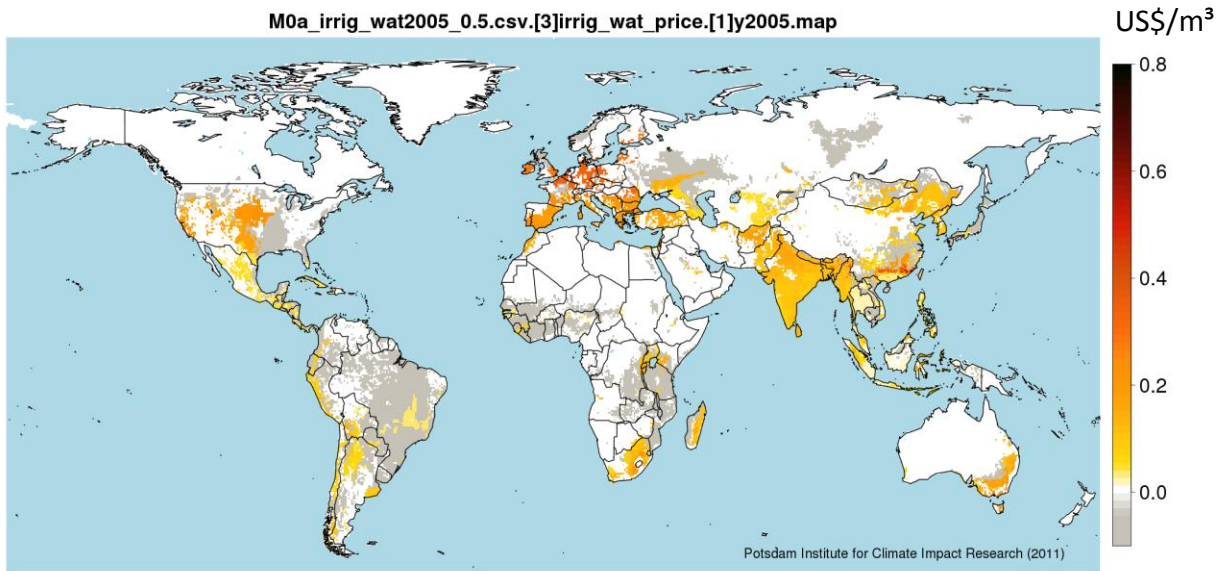 M0a_irrig_wat2005_0.5.csv.[3]irrig_wat_price.[1]y2005.map
US$/m³
0.8
0.6
0.4
0.2
0.0
Potsdam Institute for Climate Impact Research (2011)